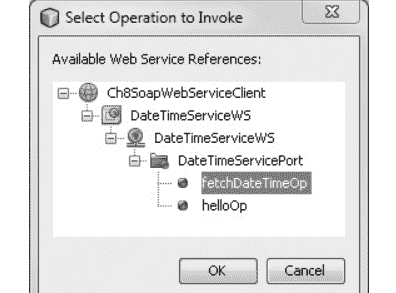 Select Operation to Invoke
Available Web Service References:
Ch8SoapWebServiceClient
DateTimeServiceWS
DateTimeServiceWS
DateTimeServicePort
fetchDateTimeOp
helloOp
OK Cancel